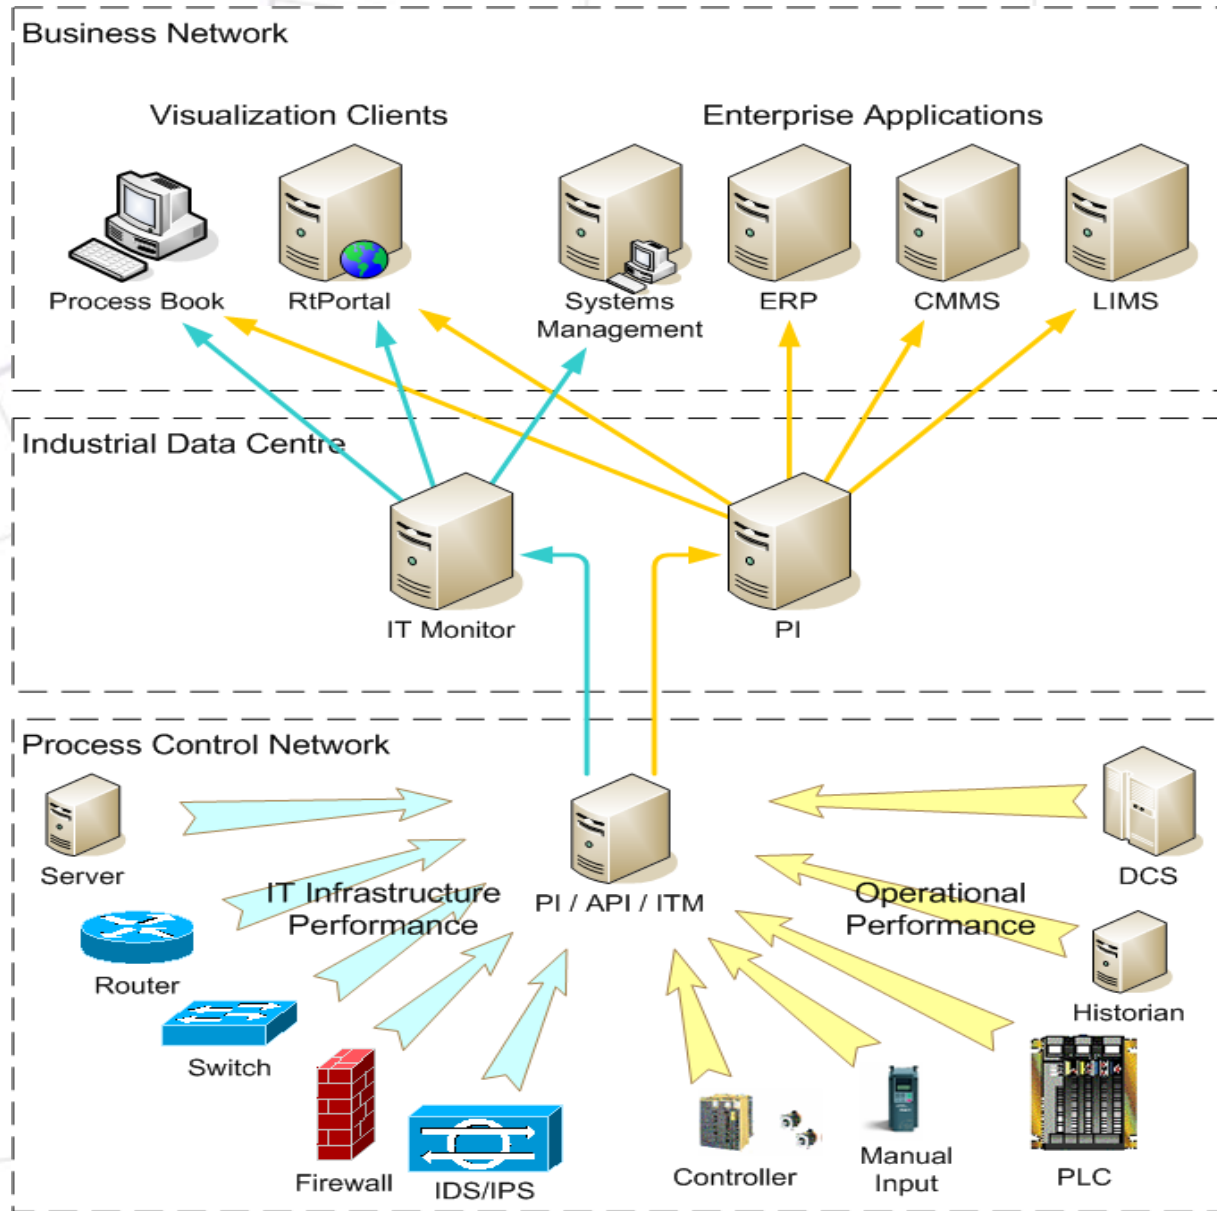 Business Network
Visualization Clients
Enterprise Applications
Process Book
RtPortal
Systems
Management
ERP
CMMS
LIMS
Industrial Data Centre
IT Monitor
PI
Process Control Network
Server
IT Infrastructure
Performance
PI / API / ITM
Operational
Performance
DCS
Router
Historian
Switch
Firewall
IDS/IPS
Controller
Manual
Input
PLC